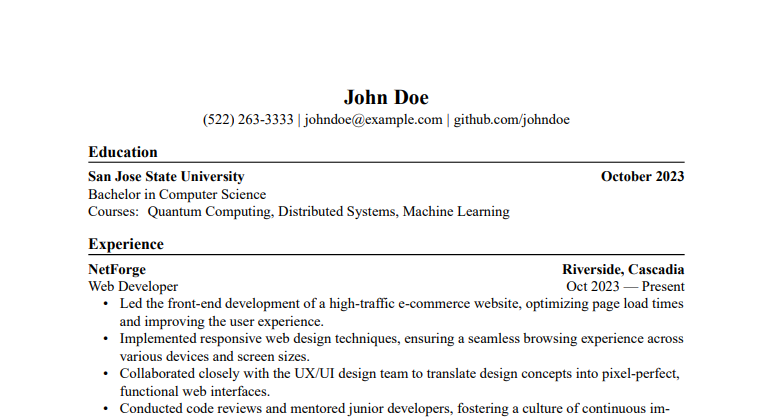 John Doe
(522) 263-3333 | johndoe@example.com | github.com/johndoe
Education
San Jose State University October 2023
Bachelor in Computer Science
Courses: Quantum Computing, Distributed Systems, Machine Learning
Experience
NetForge Riverside, Cascadia
Web Developer Oct 2023 — Present
• Led the front-end development of a high-traffic e-commerce website, optimizing page load times
and improving the user experience.
• Implemented responsive web design techniques, ensuring a seamless browsing experience across
various devices and screen sizes.
• Collaborated closely with the UX/UI design team to translate design concepts into pixel-perfect,
functional web interfaces.
• Conducted code reviews and mentored junior developers, fostering a culture of continuous im-